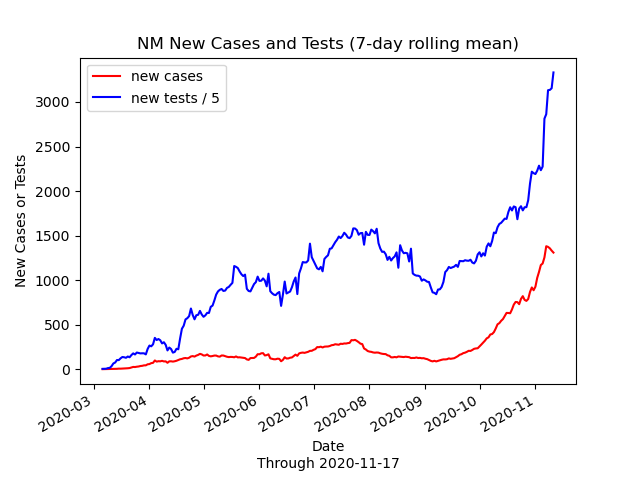 NM New Cases and Tests (7-day rolling mean)
new cases
new tests / 5
New Cases or Tests
3000
2500
2000
1500
1000
500
0
2020-03
2020-04
2020-05
2020-06
2020-07
2020-08
2020-09
2020-10
2020-11
Date
Through 2020-11-17